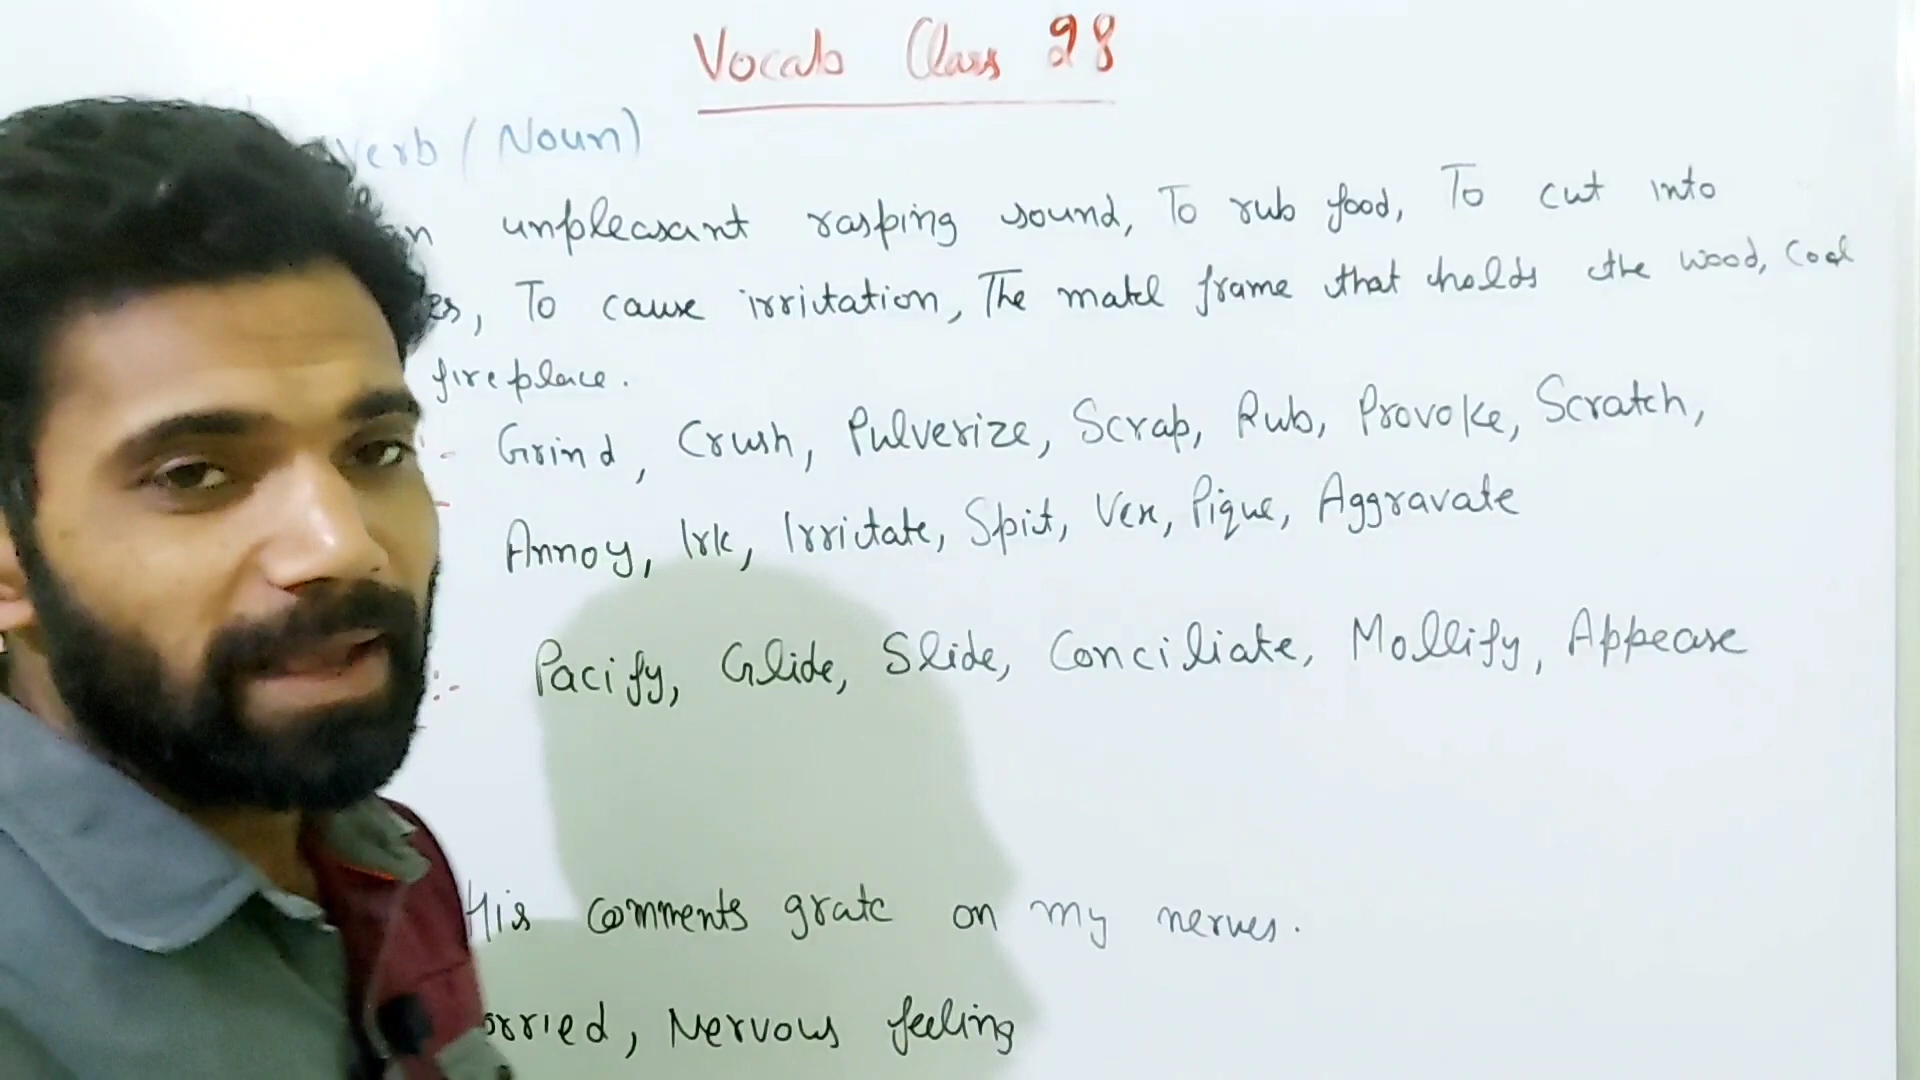 Vocab Class 28
Verb (Noun)
unpleasant rasping sound, To rub food, To cut into
To cause irritation, The matel frame that holds the wood, Coal
fireplace.
:- Grind, Crush, Pulverize, Scrap, Rub, Provoke, Scratch,
Annoy, Irk, Irritate, Spit, Vex, Pique, Aggravate
:- Pacify, Glide, Slide, Conciliate, Mollify, Appease
His comments grate on my nerves.
Nervous feeling